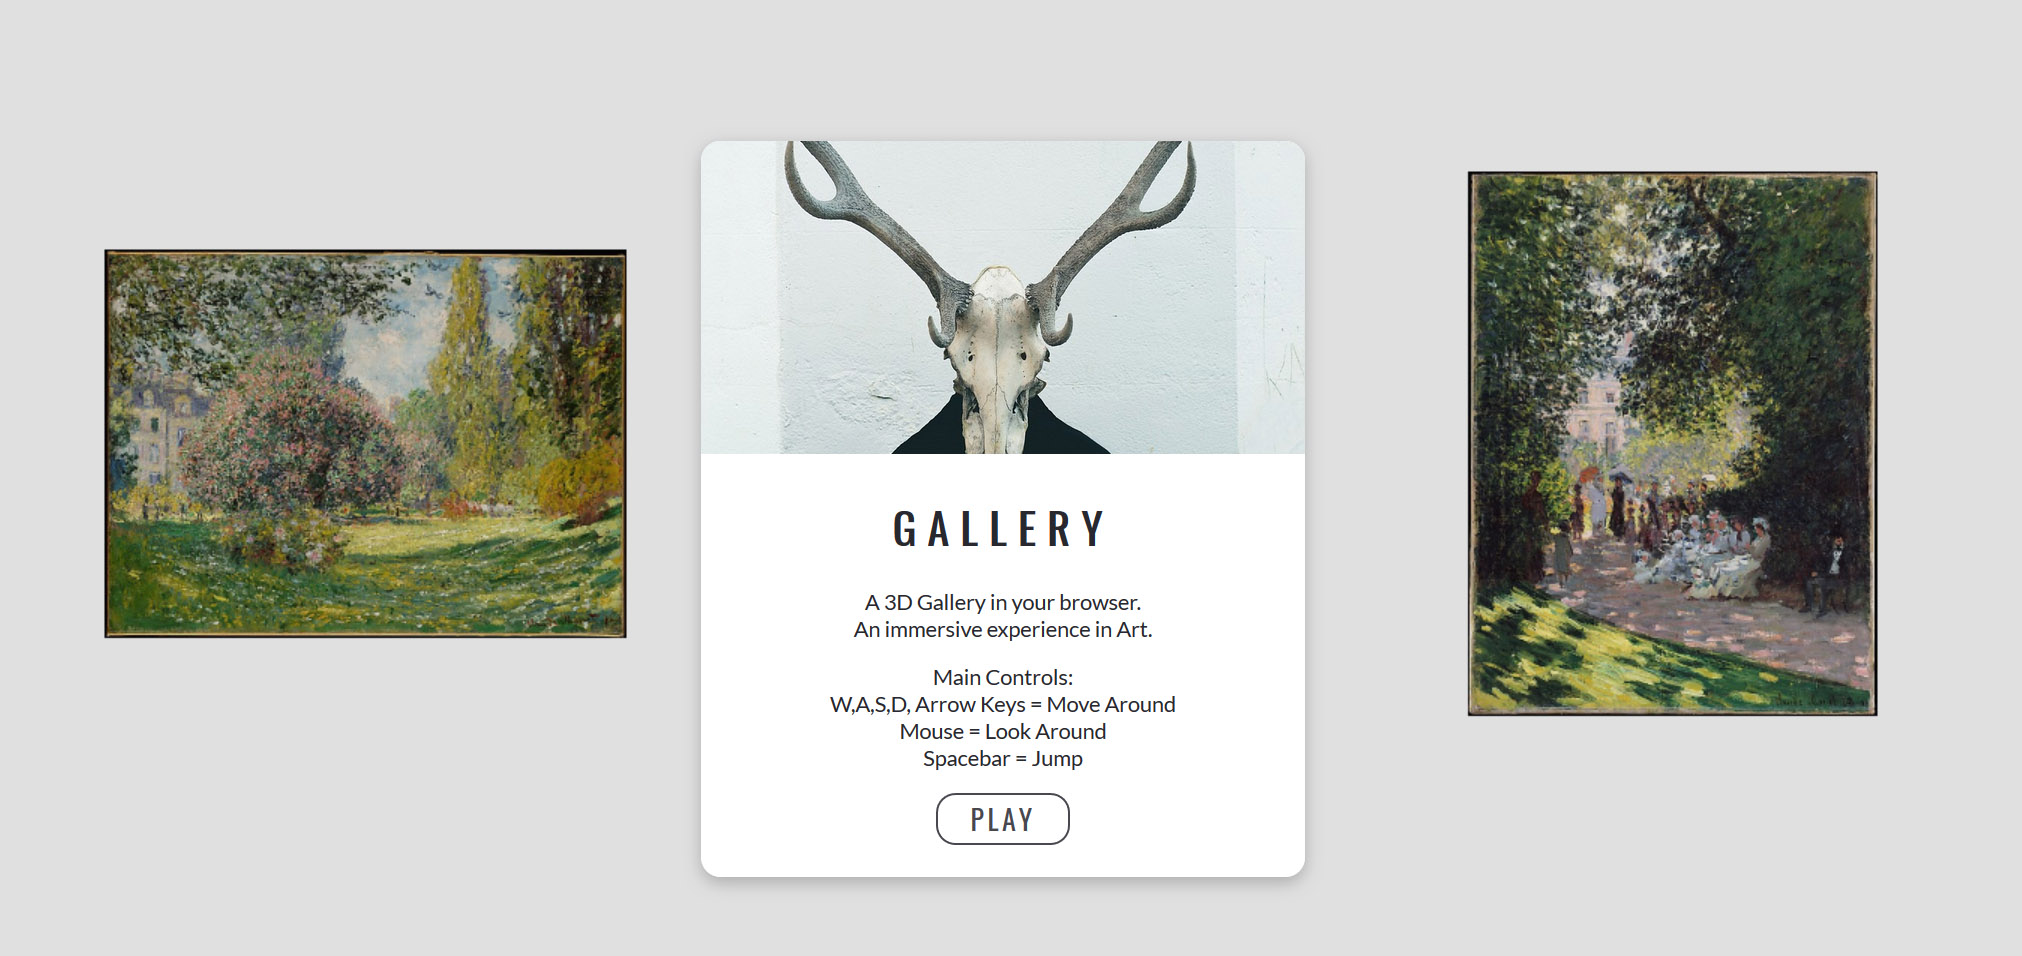 GALLERY
A 3D Gallery in your browser.
An immersive experience in Art.
Main Controls:
W,A,S,D, Arrow Keys = Move Around
Mouse = Look Around
Spacebar = Jump
PLAY